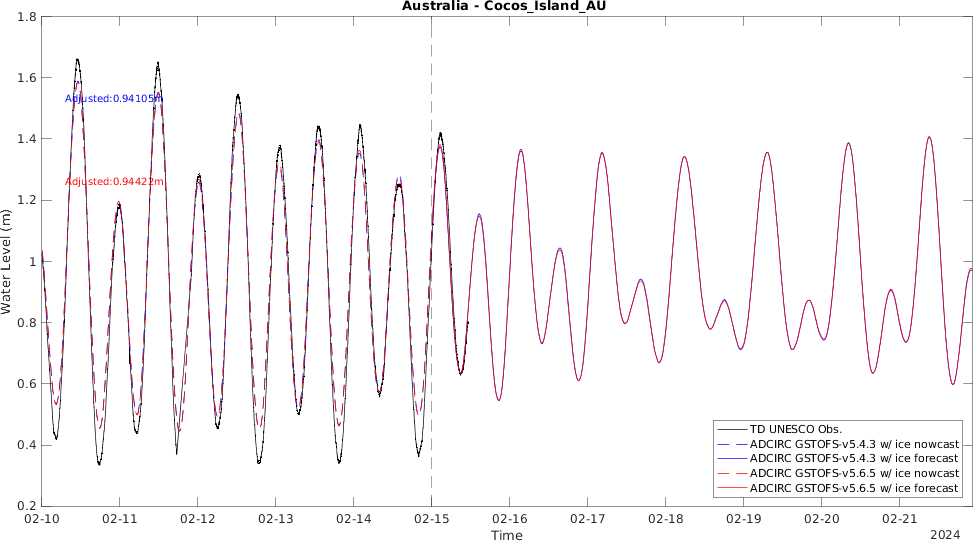 Australia - Cocos_Island_AU
1.8
1.6
1.4
1.2
1
0.8
0.6
0.4
0.2
Water Level (m)
Adjusted:0.94105m
Adjusted:0.94422m
TD UNESCO Obs.
ADCIRC GSTOFS-v5.4.3 w/ ice nowcast
ADCIRC GSTOFS-v5.4.3 w/ ice forecast
ADCIRC GSTOFS-v5.6.5 w/ ice nowcast
ADCIRC GSTOFS-v5.6.5 w/ ice forecast
02-10 02-11 02-12 02-13 02-14 02-15 02-16 02-17 02-18 02-19 02-20 02-21
Time
2024